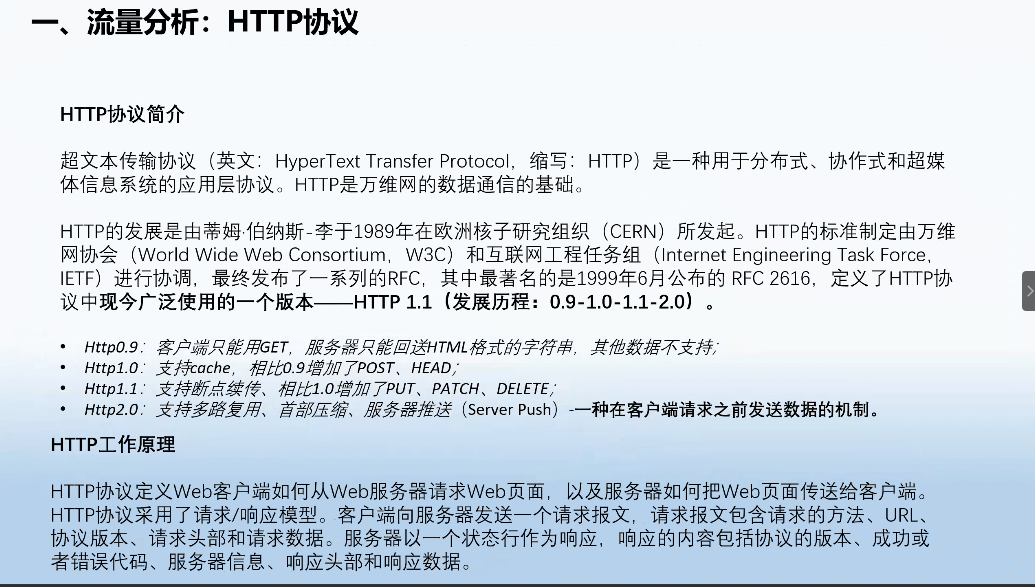 一、流量分析：HTTP协议
HTTP协议简介
超文本传输协议（英文：HyperText Transfer Protocol，缩写：HTTP）是一种用于分布式、协作式和超媒
体信息系统的应用层协议。HTTP是万维网的数据通信的基础。
HTTP的发展是由蒂姆·伯纳斯-李于1989年在欧洲核子研究组织（CERN）所发起。HTTP的标准制定由万维
网协会（World Wide Web Consortium，W3C）和互联网工程任务组（Internet Engineering Task Force，
IETF）进行协调，最终发布了一系列的RFC，其中最著名的是1999年6月公布的 RFC 2616，定义了HTTP协
议中现今广泛使用的一个版本——HTTP 1.1（发展历程：0.9-1.0-1.1-2.0）。
• Http0.9：客户端只能用GET，服务器只能回送HTML格式的字符串，其他数据不支持;
• Http1.0：支持cache，相比0.9增加了POST、HEAD;
• Http1.1：支持断点续传、相比1.0增加了PUT、PATCH、DELETE;
• Http2.0：支持多路复用、首部压缩、服务器推送（Server Push）-一种在客户端请求之前发送数据的机制。
HTTP工作原理
HTTP协议定义Web客户端如何从Web服务器请求Web页面，以及服务器如何把Web页面传送给客户端。
HTTP协议采用了请求/响应模型。客户端向服务器发送一个请求报文，请求报文包含请求的方法、URL、
协议版本、请求头部和请求数据。服务器以一个状态行作为响应，响应的内容包括协议的版本、成功或
者错误代码、服务器信息、响应头部和响应数据。